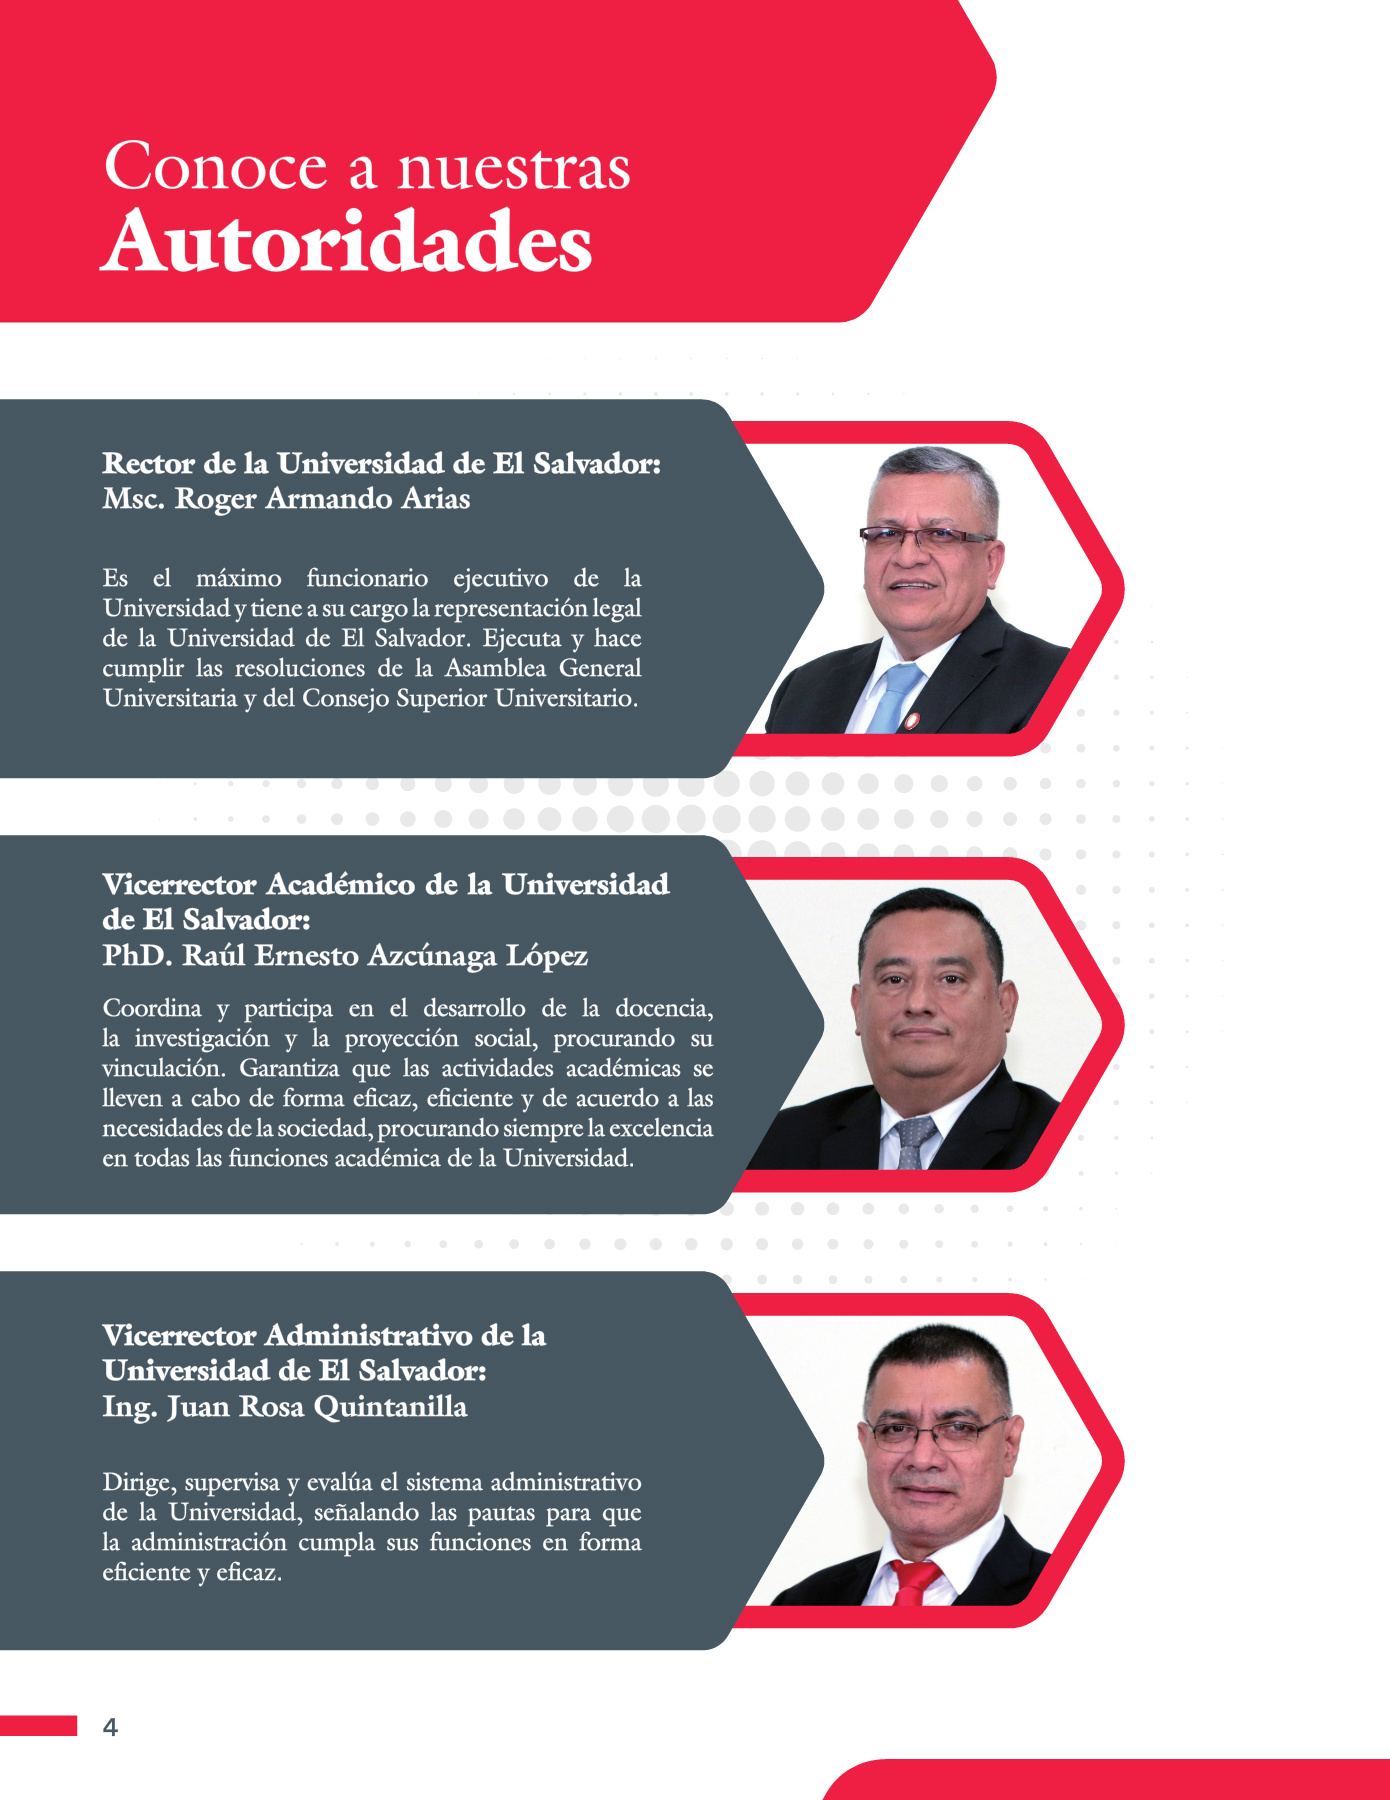 Conoce a nuestras
Autoridades
Rector de la Universidad de El Salvador:
Msc. Roger Armando Arias
Es el máximo funcionario ejecutivo de la
Universidad y tiene a su cargo la representación legal
de la Universidad de El Salvador. Ejecuta y hace
cumplir las resoluciones de la Asamblea General
Universitaria y del Consejo Superior Universitario.
Vicerrector Académico de la Universidad
de El Salvador:
PhD. Raúl Ernesto Azcúnaga López
Coordina y participa en el desarrollo de la docencia,
la investigación y la proyección social, procurando su
vinculación. Garantiza que las actividades académicas se
lleven a cabo de forma eficaz, eficiente y de acuerdo a las
necesidades de la sociedad, procurando siempre la excelencia
en todas las funciones académica de la Universidad.
Vicerrector Administrativo de la
Universidad de El Salvador:
Ing. Juan Rosa Quintanilla
Dirige, supervisa y evalúa el sistema administrativo
de la Universidad, señalando las pautas para que
la administración cumpla sus funciones en forma
eficiente y eficaz.
4